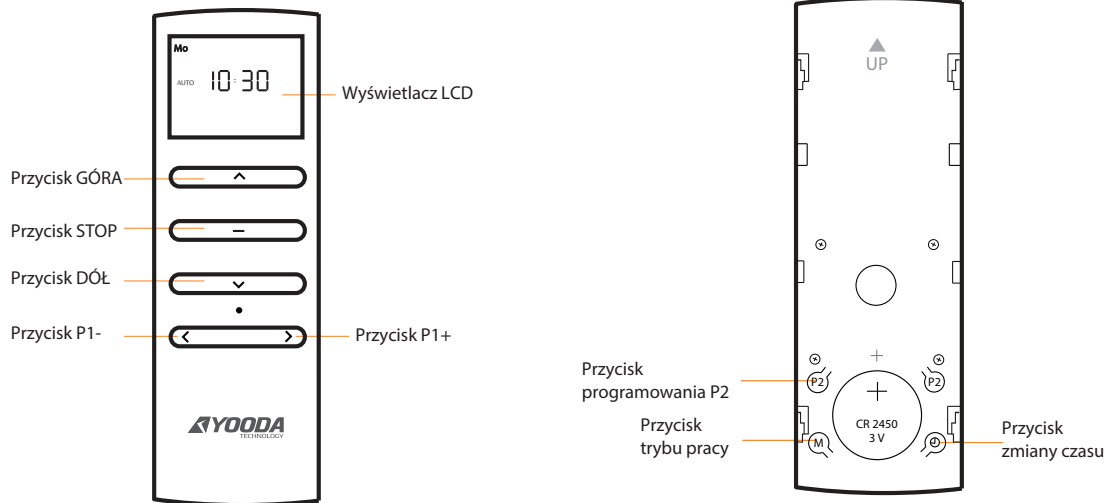 Mo
AUTO 10:30
Wyświetlacz LCD
Przycisk GÓRA
Przycisk STOP
Przycisk DÓŁ
Przycisk P1-
Przycisk P1+
YOODA
TECHNOLOGY
UP
Przycisk
programowania P2
P2
P2
CR 2450
3 V
Przycisk
trybu pracy
M
Przycisk
zmiany czasu